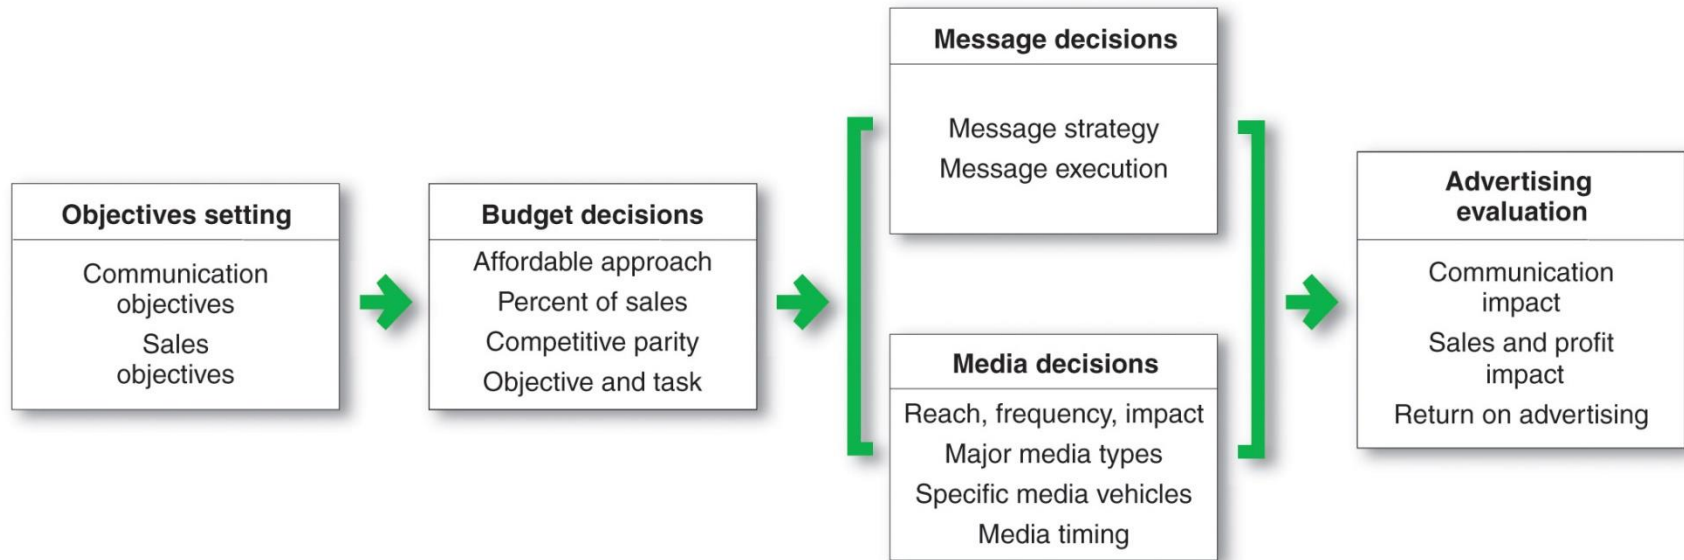 Objectives setting
Communication
objectives
Sales
objectives
Budget decisions
Affordable approach
Percent of sales
Competitive parity
Objective and task
Message decisions
Message strategy
Message execution
Media decisions
Reach, frequency, impact
Major media types
Specific media vehicles
Media timing
Advertising
evaluation
Communication
impact
Sales and profit
impact
Return on advertising